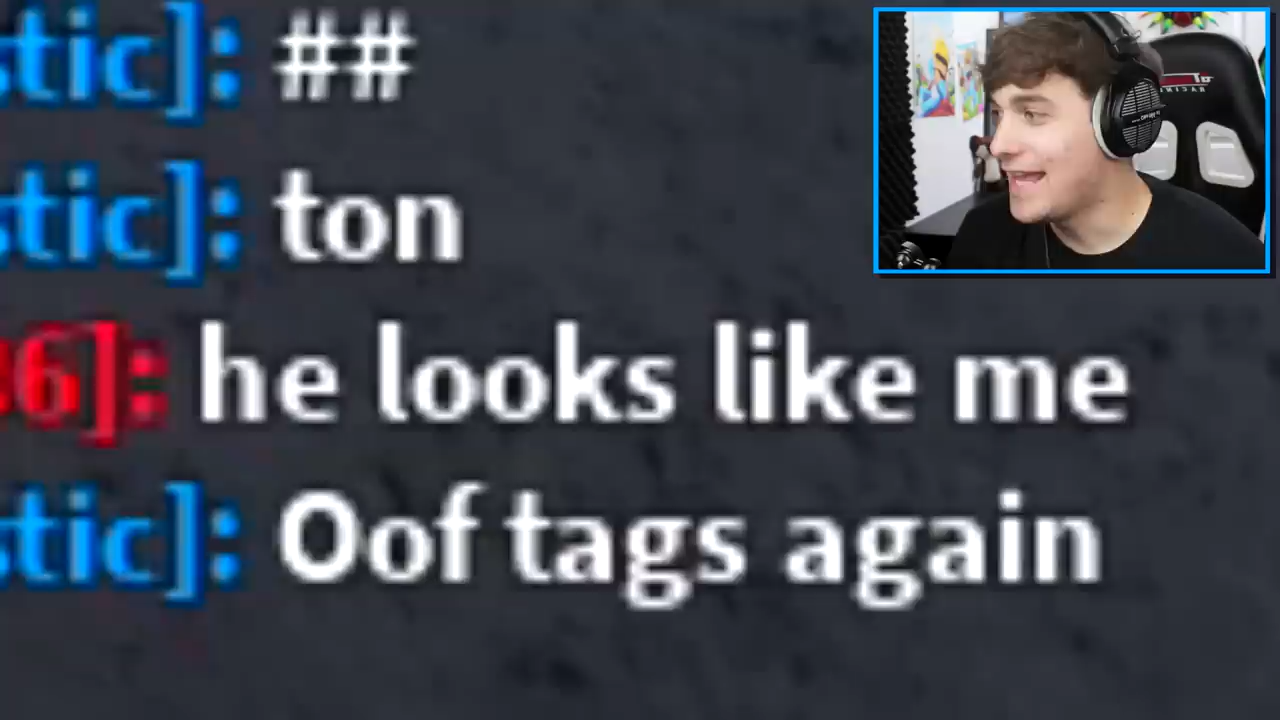 stic]: ##
stic]: ton
6]: he looks like me
stic]: Oof tags again